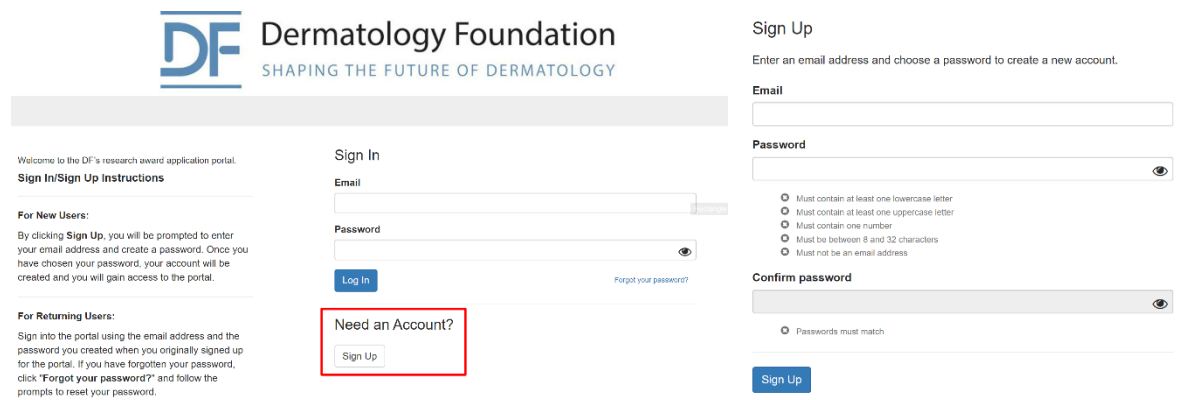 DF Dermatology Foundation
SHAPING THE FUTURE OF DERMATOLOGY
Welcome to the DF's research award application portal.
Sign In/Sign Up Instructions
For New Users:
By clicking Sign Up, you will be prompted to enter
your email address and create a password. Once you
have chosen your password, your account will be
created and you will gain access to the portal.
For Returning Users:
Sign into the portal using the email address and the
password you created when you originally signed up
for the portal. If you have forgotten your password,
click "Forgot your password?" and follow the
prompts to reset your password.
Sign In
Email
Password
Log In
Forgot your password?
Need an Account?
Sign Up
Sign Up
Enter an email address and choose a password to create a new account.
Email
Password
Must contain at least one lowercase letter
Must contain at least one uppercase letter
Must contain one number
Must be between 8 and 32 characters
Must not be an email address
Confirm password
Passwords must match
Sign Up